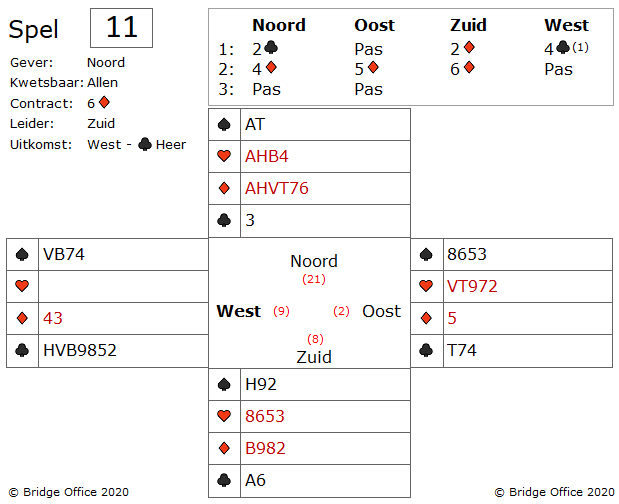 Spel 11
Gever: Noord
Kwetsbaar: Allen
Contract: 6♦
Leider: Zuid
Uitkomst: West - ♣ Heer
Noord Oost Zuid West
1: 2♣ Pas 2♦ 4♣(1)
2: 4♦ 5♦ 6♦ Pas
3: Pas Pas
♠ AT
♥ AHB4
♦ AHVT76
♣ 3
♠ VB74
♥
♦ 43
♣ HVB9852
Noord
(21)
West (9) (2) Oost
(8)
Zuid
♠ 8653
♥ VT972
♦ 5
♣ T74
♠ H92
♥ 8653
♦ B982
♣ A6
© Bridge Office 2020 © Bridge Office 2020